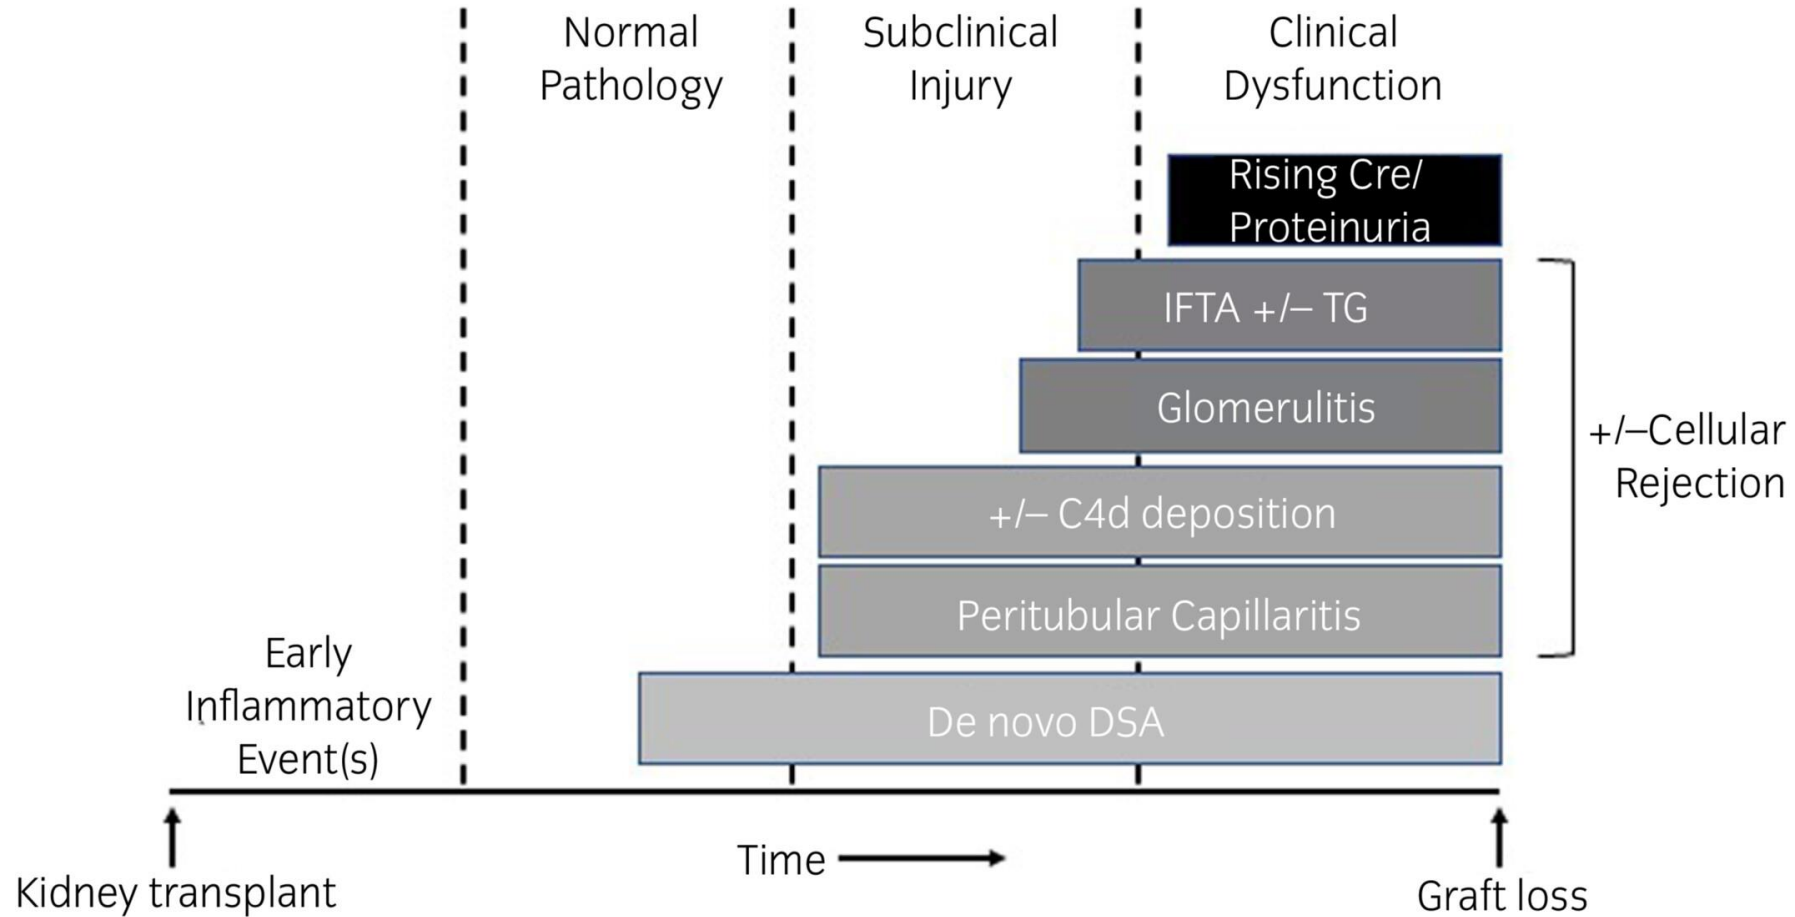 Normal
Pathology
Subclinical
Injury
Clinical
Dysfunction
Rising Cre/
Proteinuria
IFTA +/– TG
Glomerulitis
+/– C4d deposition
Peritubular Capillaritis
De novo DSA
+/–Cellular
Rejection
Early
Inflammatory
Event(s)
Time
Kidney transplant
Graft loss